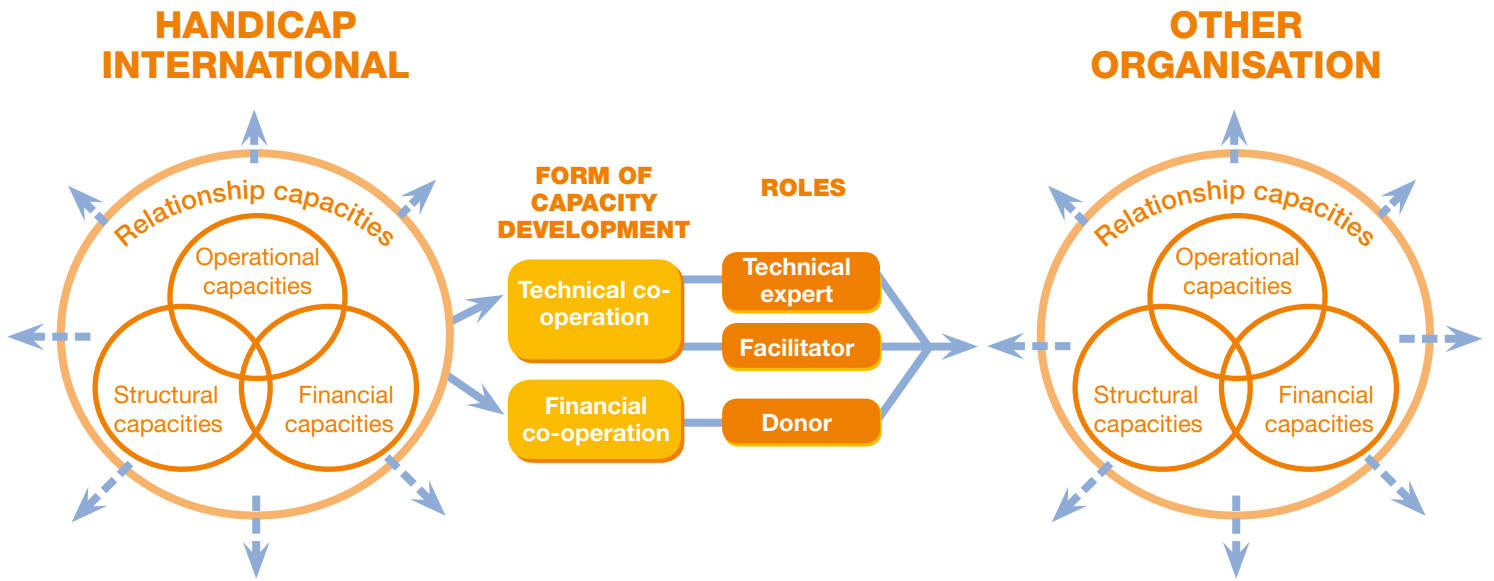 HANDICAP
INTERNATIONAL
Relationship capacities
Operational
capacities
Structural
capacities
Financial
capacities
FORM OF
CAPACITY
DEVELOPMENT
Technical co-
operation
Financial
co-operation
ROLES
Technical
expert
Facilitator
Donor
OTHER
ORGANISATION
Relationship capacities
Operational
capacities
Structural
capacities
Financial
capacities